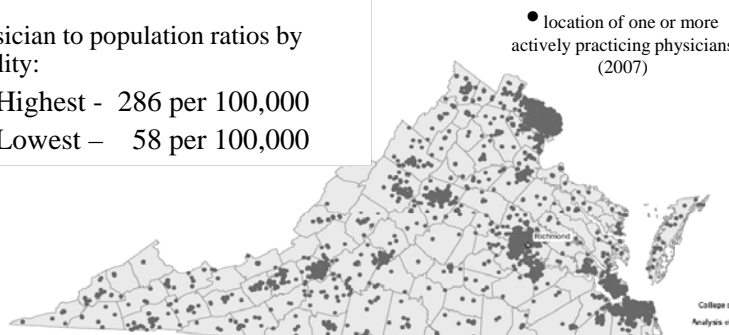 sician to population ratios by
lity:
Highest - 286 per 100,000
Lowest – 58 per 100,000
● location of one or more
actively practicing physicians
(2007)
Richmond
College
Analysis